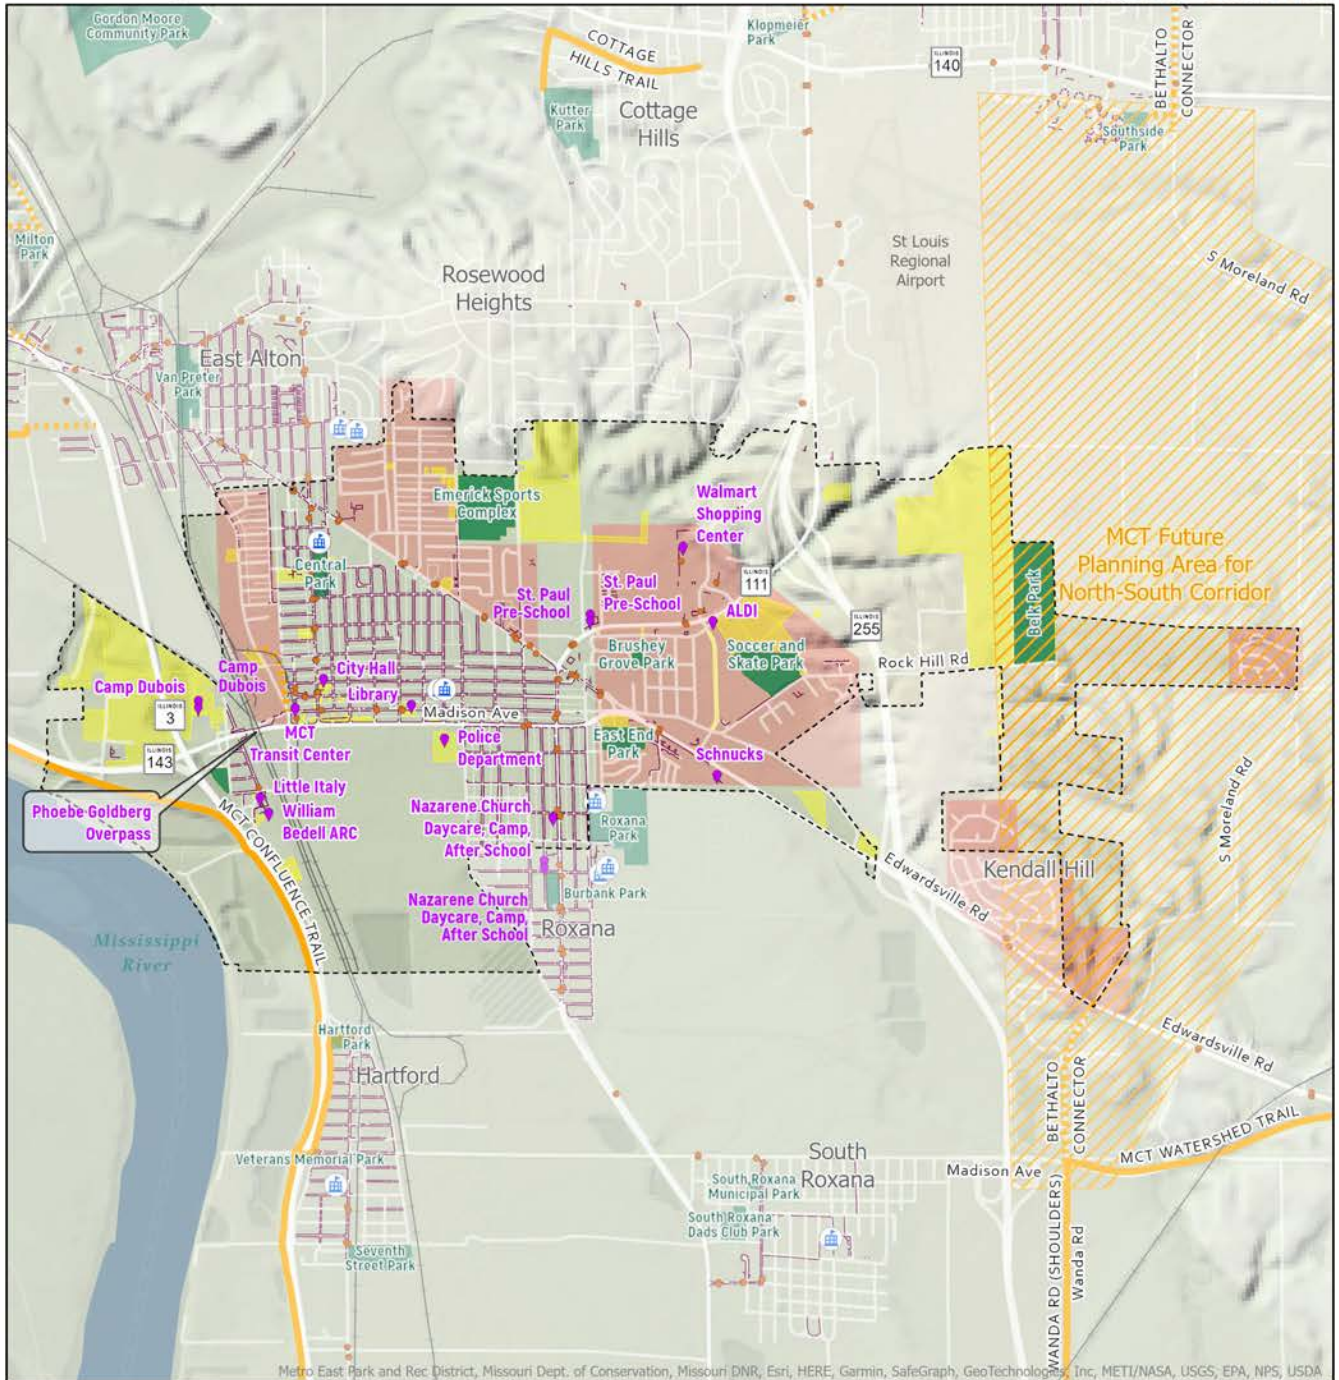 Gordon Moore
Community Park
Klopmeier
Park
COTTAGE
HILLS TRAIL
ILLINOIS
140
BETHALTO
CONNECTOR
Kutter
Park
Cottage
Hills
Southside
Park
Milton
Park
St Louis
Regional
Airport
S Moreland Rd
Rosewood
Heights
East Alton
Van Preter
Park
Emerick Sports
Complex
Walmart
Shopping
Center
MCT Future
Planning Area for
North-South Corridor
Central
Park
ILLINOIS
111
St. Paul
Pre-School
St. Paul
Pre-School
ALDI
Belk Park
ILLINOIS
255
Brushey
Grove Park
Soccer and
Skate Park
Rock Hill Rd
Camp Dubois
Camp
Dubois
City Hall
Library
ILLINOIS
3
Madison Ave
MCT
Transit Center
Police
Department
East End
Park
Schnucks
ILLINOIS
143
Phoebe Goldberg
Overpass
Little Italy
William
Bedell ARC
MCT CONFLUENCE TRAIL
Nazarene Church
Daycare, Camp,
After School
Roxana
Park
S Moreland Rd
Edwardsville Rd
Kendall Hill
Burbank Park
Nazarene Church
Daycare, Camp,
After School
Roxana
Mississippi
River
Hartford
Park
Hartford
Edwardsville Rd
BETHALTO
CONNECTOR
MCT WATERSHED TRAIL
Veterans Memorial Park
South
Roxana
Madison Ave
South Roxana
Municipal Park
South Roxana
Dads Club Park
Seventh
Street Park
WANDA RD (SHOULDERS)
Wanda Rd
Metro East Park and Rec District, Missouri Dept. of Conservation, Missouri DNR, Esri, HERE, Garmin, SafeGraph, GeoTechnologies, Inc, METI/NASA, USGS, EPA, NPS, USDA